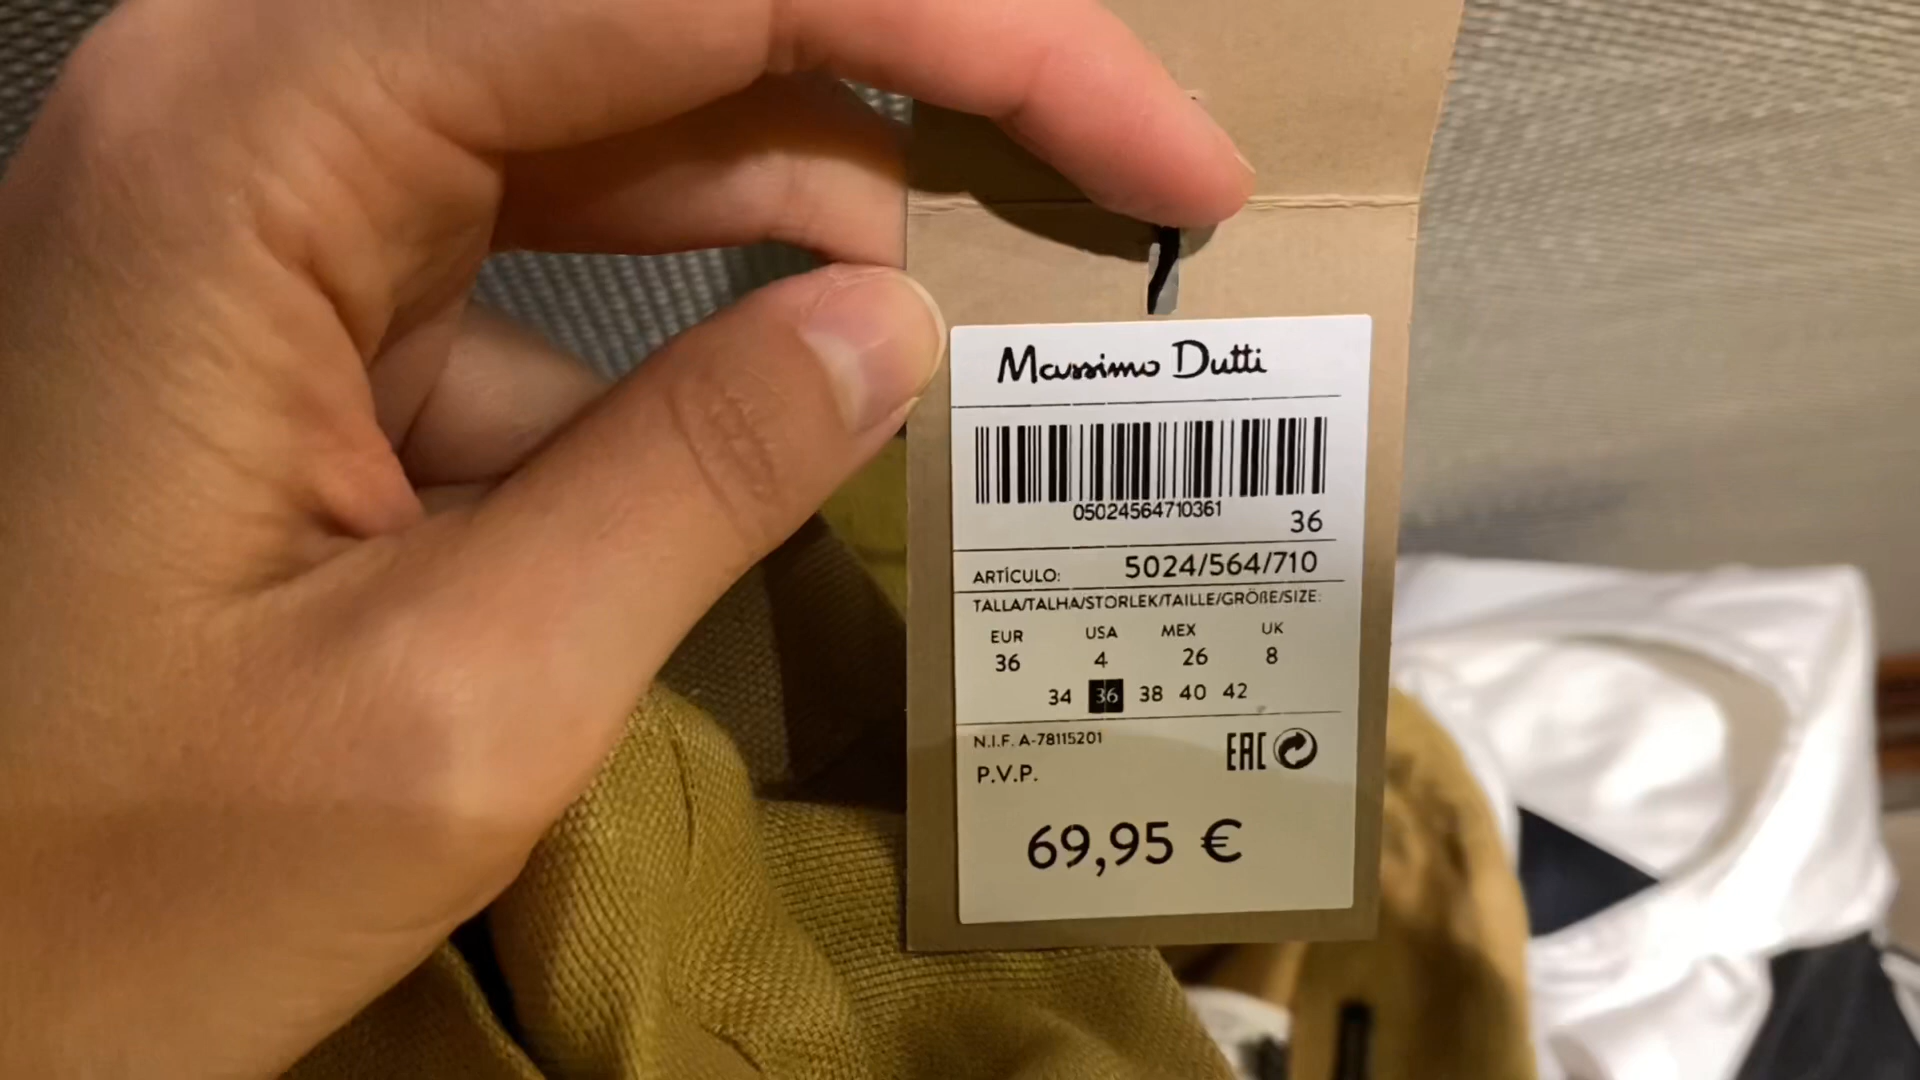 Massimo Dutti
05024564710361
36
ARTÍCULO: 5024/564/710
TALLA/TALHA/STORLEK/TAILLE/GRÖßE/SIZE:
EUR USA MEX UK
36 4 26 8
34 36 38 40 42
N.I.F. A-78115201
EAC
P.V.P.
69,95 €